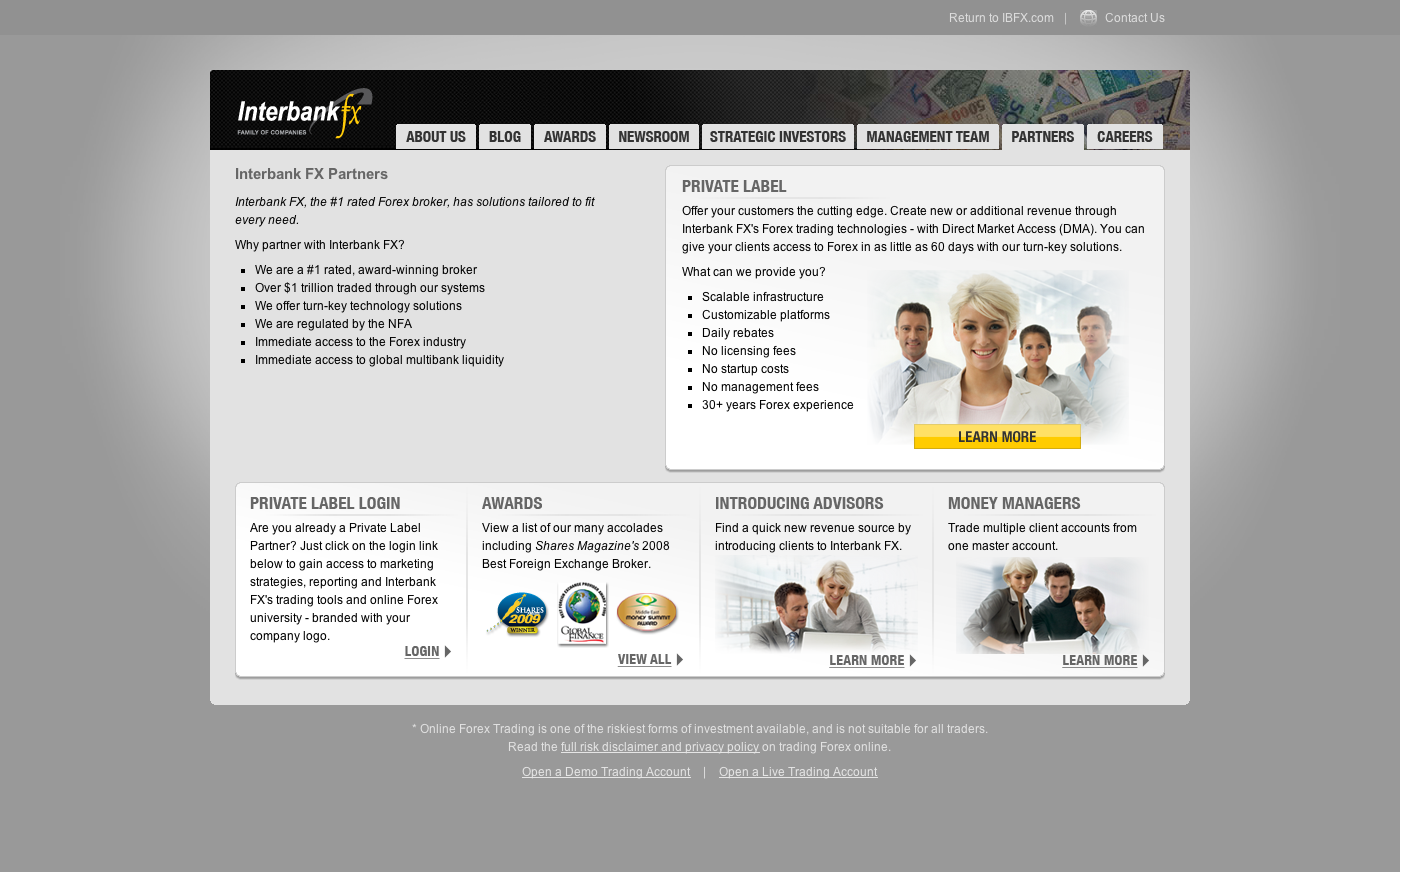 Return to IBFX.com | Contact Us
Interbankfx
FAMILY OF COMPANIES
ABOUT US BLOG AWARDS NEWSROOM STRATEGIC INVESTORS MANAGEMENT TEAM PARTNERS CAREERS
Interbank FX Partners
Interbank FX, the #1 rated Forex broker, has solutions tailored to fit
every need.
Why partner with Interbank FX?
We are a #1 rated, award-winning broker
Over $1 trillion traded through our systems
We offer turn-key technology solutions
We are regulated by the NFA
Immediate access to the Forex industry
Immediate access to global multibank liquidity
PRIVATE LABEL
Offer your customers the cutting edge. Create new or additional revenue through
Interbank FX's Forex trading technologies - with Direct Market Access (DMA). You can
give your clients access to Forex in as little as 60 days with our turn-key solutions.
What can we provide you?
Scalable infrastructure
Customizable platforms
Daily rebates
No licensing fees
No startup costs
No management fees
30+ years Forex experience
LEARN MORE
PRIVATE LABEL LOGIN
Are you already a Private Label
Partner? Just click on the login link
below to gain access to marketing
strategies, reporting and Interbank
FX's trading tools and online Forex
university - branded with your
company logo.
LOGIN
AWARDS
View a list of our many accolades
including Shares Magazine's 2008
Best Foreign Exchange Broker.
SHARES
2009
WINNER
GLOBAL
FINANCE
Middle East
MONEY SUMMIT
AWARD
VIEW ALL
INTRODUCING ADVISORS
Find a quick new revenue source by
introducing clients to Interbank FX.
LEARN MORE
MONEY MANAGERS
Trade multiple client accounts from
one master account.
LEARN MORE
* Online Forex Trading is one of the riskiest forms of investment available, and is not suitable for all traders.
Read the full risk disclaimer and privacy policy on trading Forex online.
Open a Demo Trading Account | Open a Live Trading Account